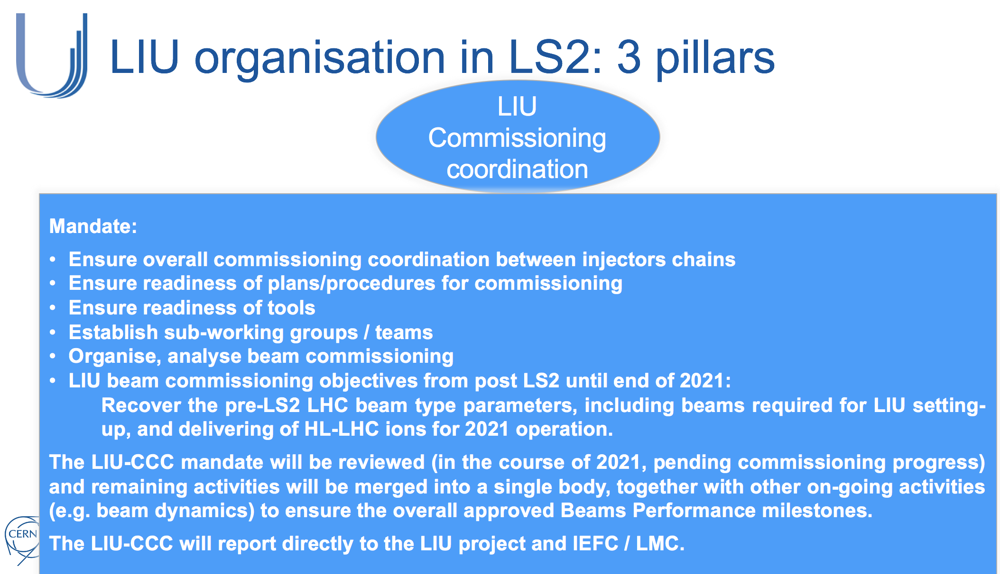 LIU organisation in LS2: 3 pillars
LIU
Commissioning
coordination
Mandate:
• Ensure overall commissioning coordination between injectors chains
• Ensure readiness of plans/procedures for commissioning
• Ensure readiness of tools
• Establish sub-working groups / teams
• Organise, analyse beam commissioning
• LIU beam commissioning objectives from post LS2 until end of 2021:
Recover the pre-LS2 LHC beam type parameters, including beams required for LIU setting-
up, and delivering of HL-LHC ions for 2021 operation.
The LIU-CCC mandate will be reviewed (in the course of 2021, pending commissioning progress)
and remaining activities will be merged into a single body, together with other on-going activities
(e.g. beam dynamics) to ensure the overall approved Beams Performance milestones.
The LIU-CCC will report directly to the LIU project and IEFC / LMC.
CERN